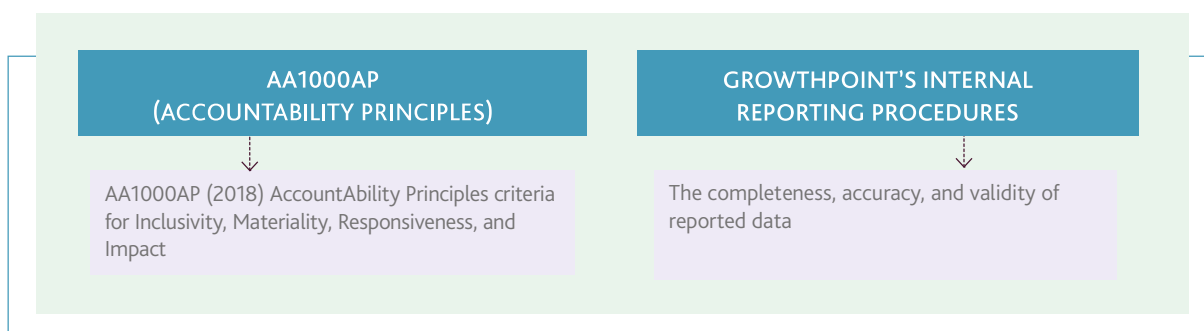 AA1000AP
(ACCOUNTABILITY PRINCIPLES)
AA1000AP (2018) AccountAbility Principles criteria
for Inclusivity, Materiality, Responsiveness, and
Impact
GROWTHPOINT'S INTERNAL
REPORTING PROCEDURES
The completeness, accuracy, and validity of
reported data